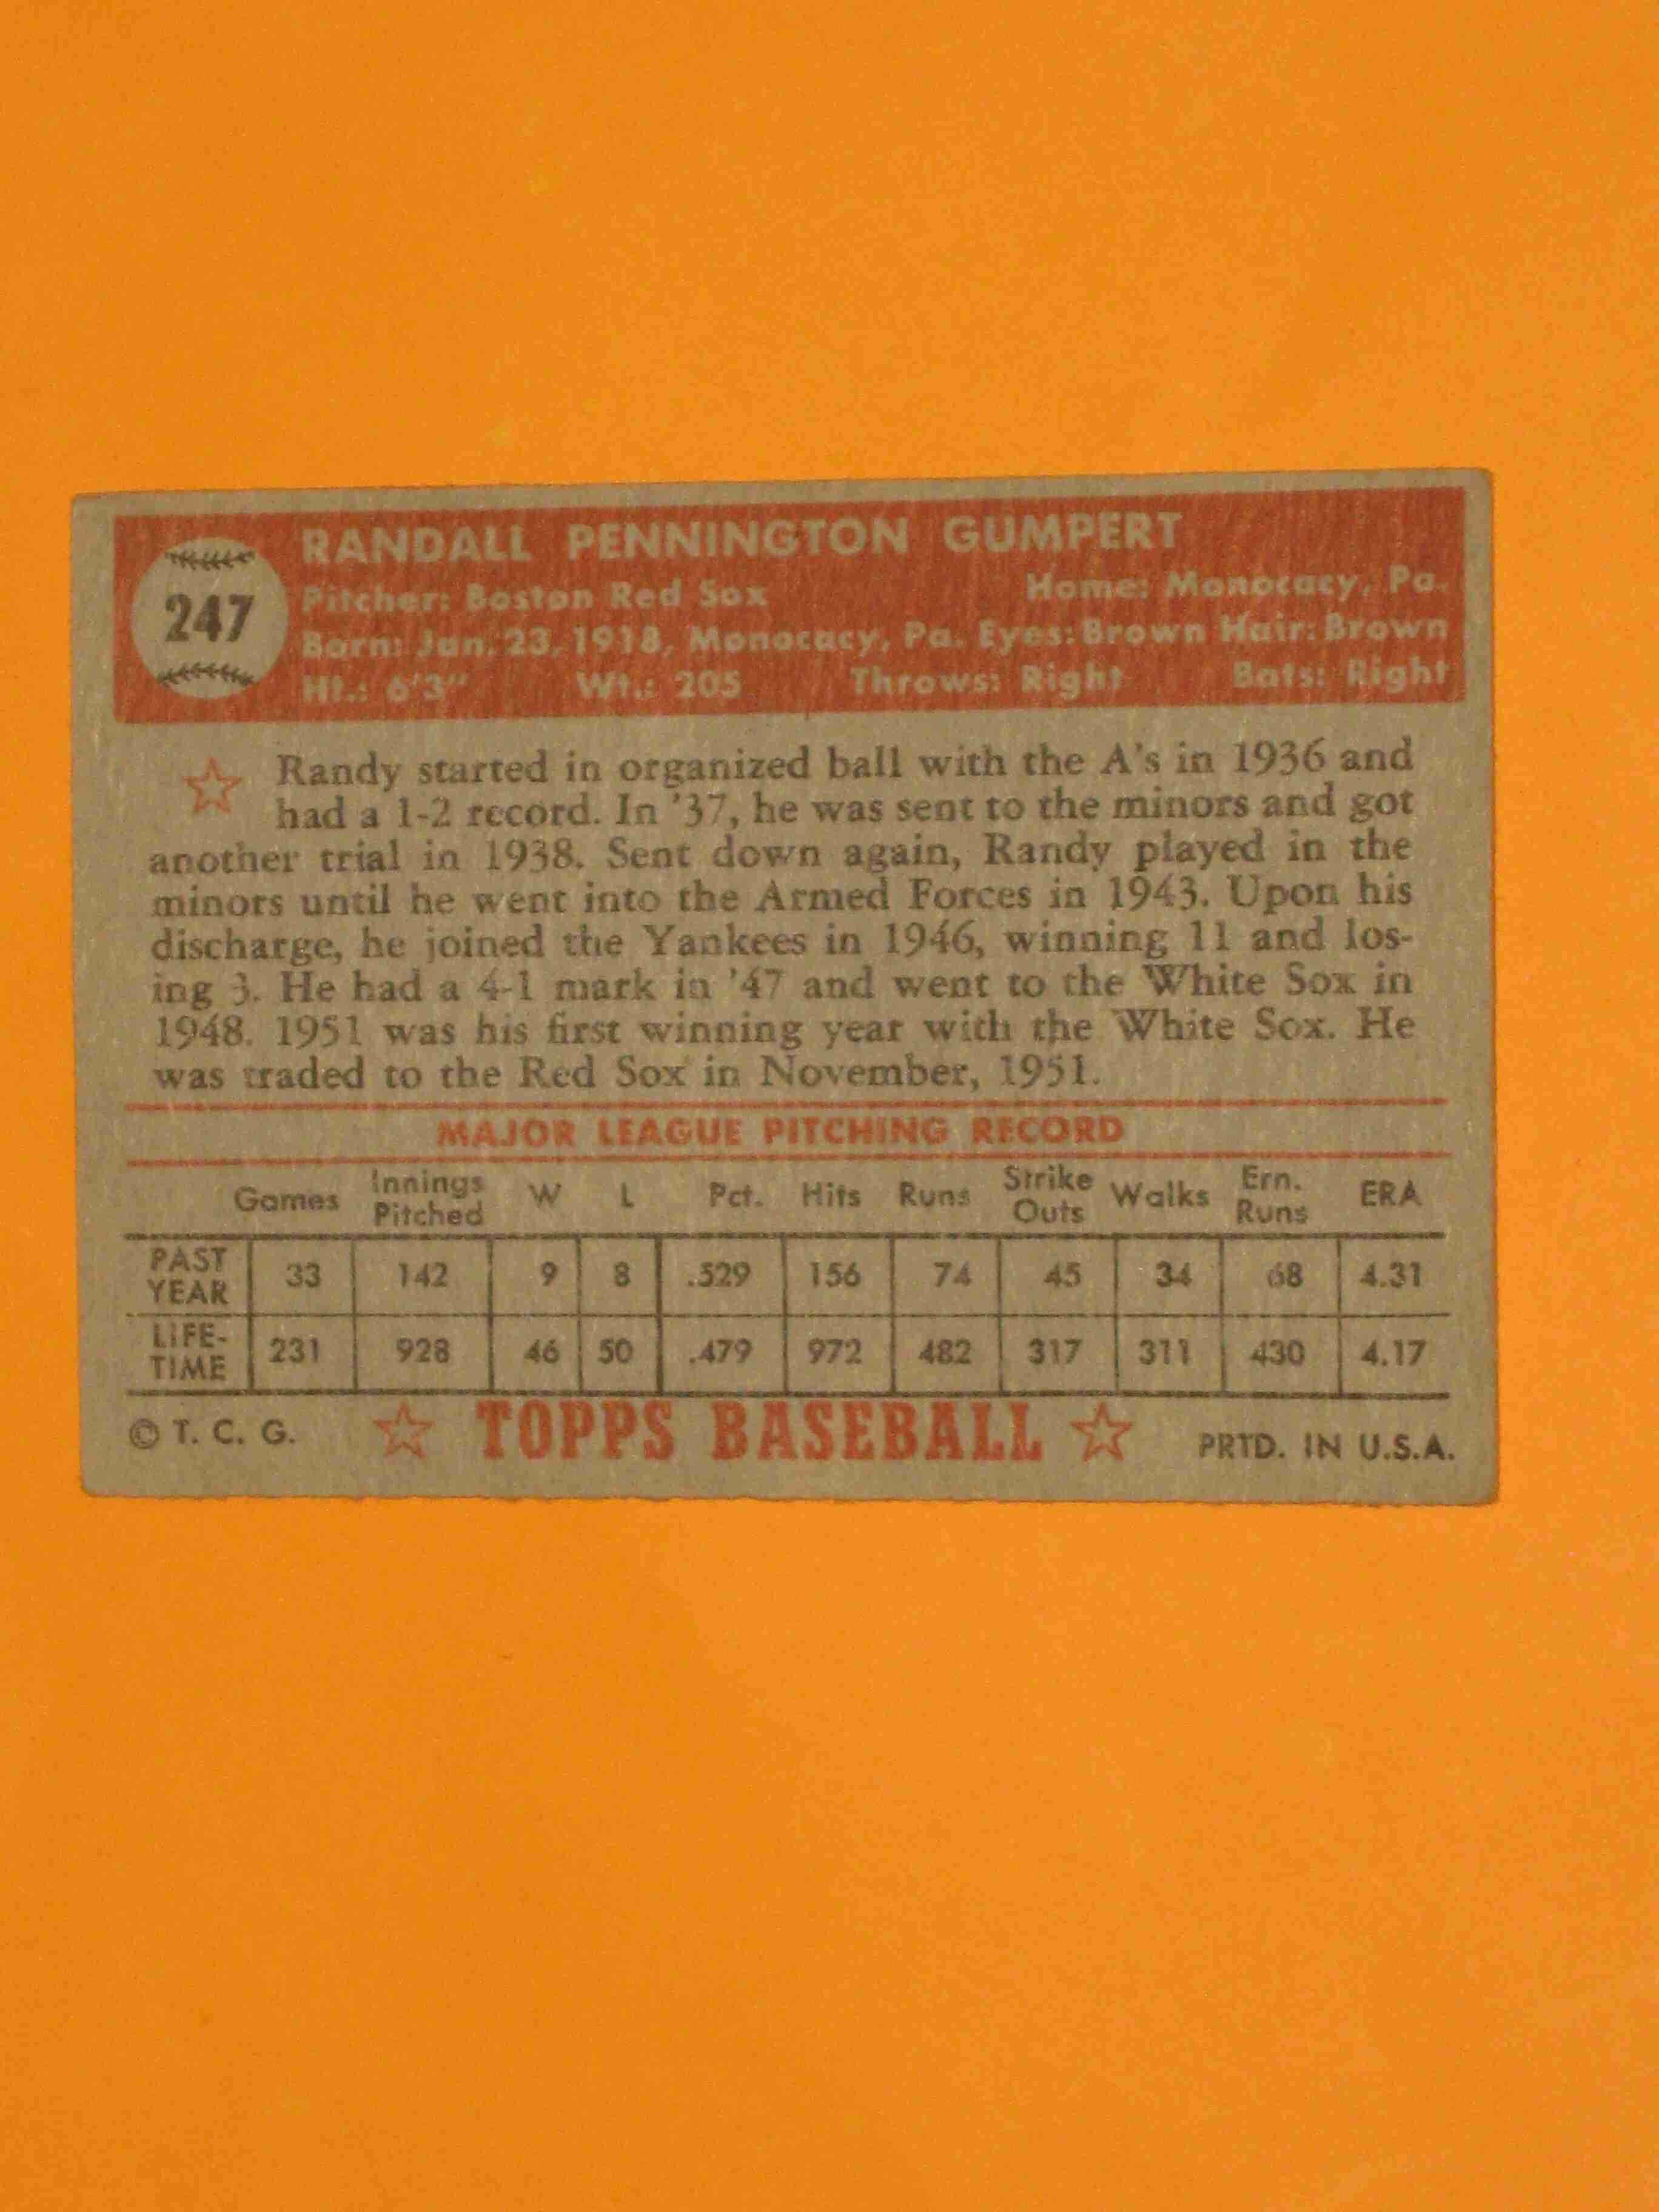 247
RANDALL PENNINGTON GUMPERT
Pitcher: Boston Red Sox Home: Monocacy, Pa.
Born: Jan. 23, 1918, Monocacy, Pa. Eyes: Brown Hair: Brown
Ht.: 6'3" Wt.: 205 Throws: Right Bats: Right
Randy started in organized ball with the A's in 1936 and
had a 1-2 record. In '37, he was sent to the minors and got
another trial in 1938. Sent down again, Randy played in the
minors until he went into the Armed Forces in 1943. Upon his
discharge, he joined the Yankees in 1946, winning 11 and los-
ing 3. He had a 4-1 mark in '47 and went to the White Sox in
1948. 1951 was his first winning year with the White Sox. He
was traded to the Red Sox in November, 1951.
MAJOR LEAGUE PITCHING RECORD
Games Innings Pitched W L Pct. Hits Runs Strike Outs Walks Ern. Runs ERA
PAST YEAR 33 142 9 8 .529 156 74 45 34 68 4.31
LIFE-TIME 231 928 46 50 .479 972 482 317 311 430 4.17
© T. C. G. ☆ TOPPS BASEBALL ☆ PRTD. IN U.S.A.